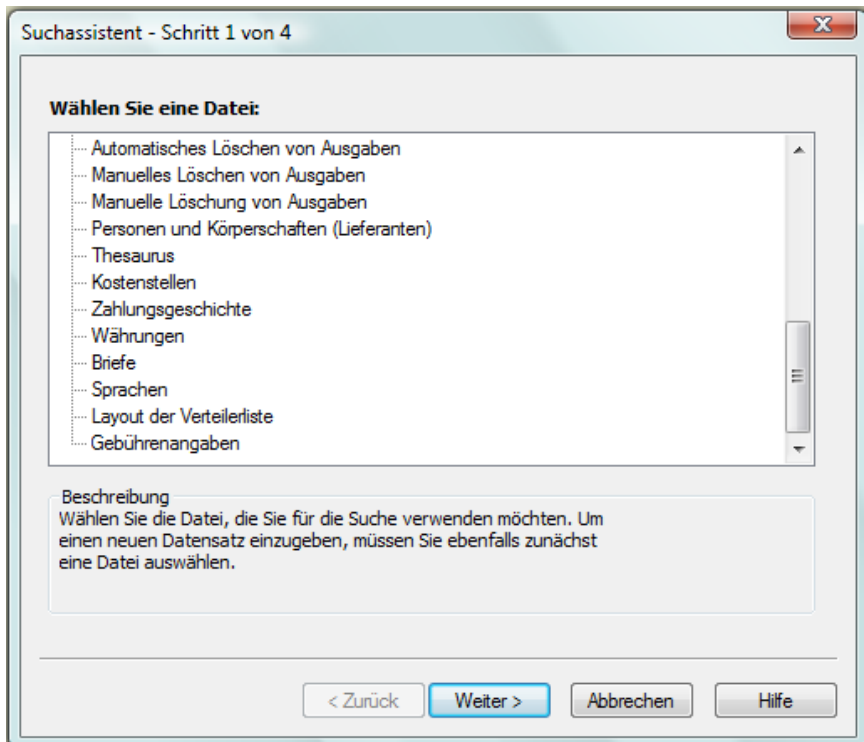 Suchassistent - Schritt 1 von 4
Wählen Sie eine Datei:
Automatisches Löschen von Ausgaben
Manuelles Löschen von Ausgaben
Manuelle Löschung von Ausgaben
Personen und Körperschaften (Lieferanten)
Thesaurus
Kostenstellen
Zahlungsgeschichte
Währungen
Briefe
Sprachen
Layout der Verteilerliste
Gebührenangaben
Beschreibung
Wählen Sie die Datei, die Sie für die Suche verwenden möchten. Um
einen neuen Datensatz einzugeben, müssen Sie ebenfalls zunächst
eine Datei auswählen.
< Zurück Weiter > Abbrechen Hilfe